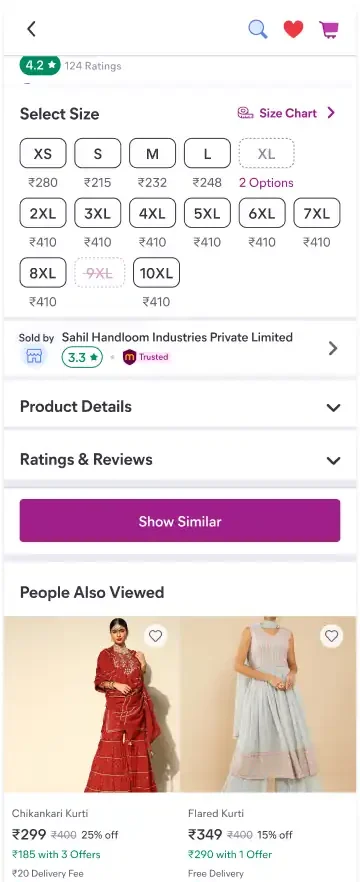 4.2 ★ 124 Ratings
Select Size Size Chart
XS S M L XL
₹280 ₹215 ₹232 ₹248 2 Options
2XL 3XL 4XL 5XL 6XL 7XL
₹410 ₹410 ₹410 ₹410 ₹410 ₹410
8XL 9XL 10XL
₹410 ₹410
Sold by Sahil Handloom Industries Private Limited
3.3 ★ • m Trusted
Product Details
Ratings & Reviews
Show Similar
People Also Viewed
Chikankari Kurti
₹299 ₹400 25% off
₹185 with 3 Offers
₹20 Delivery Fee
Flared Kurti
₹349 ₹400 15% off
₹290 with 1 Offer
Free Delivery